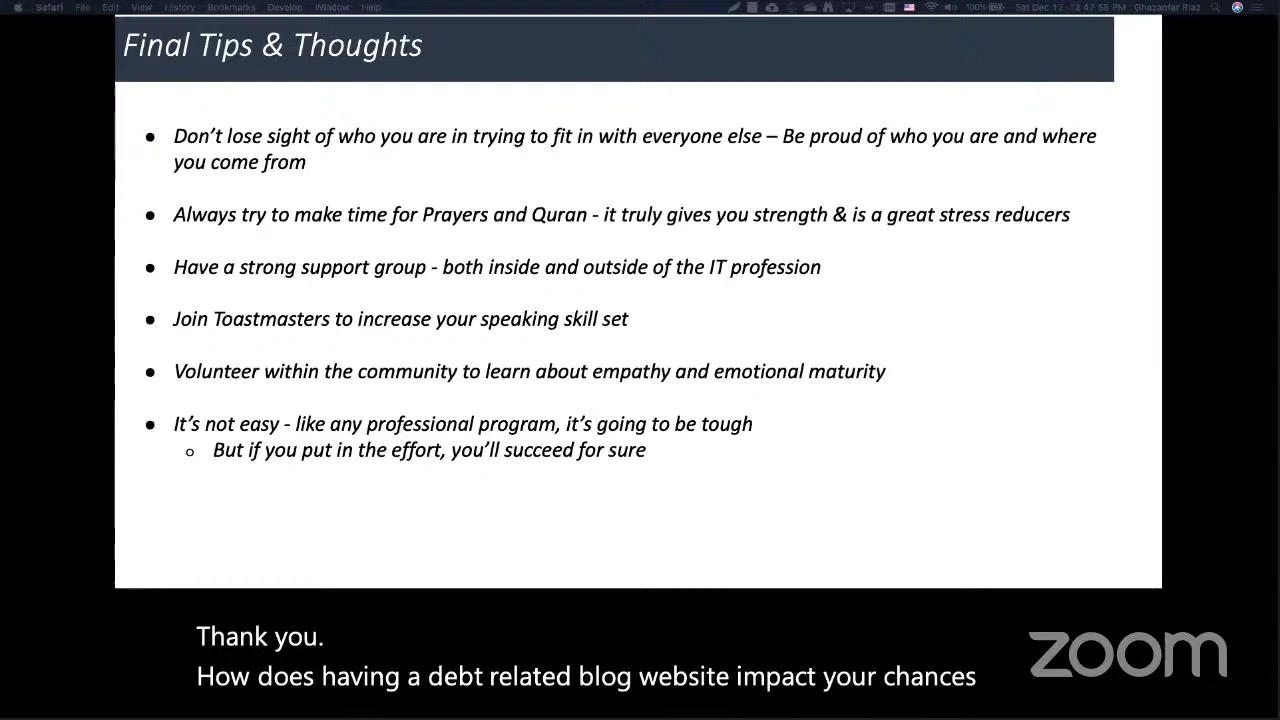 Safari File Edit View History Bookmarks Develop Window Help 100% Sat Dec 12 12:47:55 PM Ghazanfar Riaz
Final Tips & Thoughts
● Don’t lose sight of who you are in trying to fit in with everyone else – Be proud of who you are and where
you come from
● Always try to make time for Prayers and Quran - it truly gives you strength & is a great stress reducers
● Have a strong support group - both inside and outside of the IT profession
● Join Toastmasters to increase your speaking skill set
● Volunteer within the community to learn about empathy and emotional maturity
● It’s not easy - like any professional program, it’s going to be tough
○ But if you put in the effort, you’ll succeed for sure
Thank you.
How does having a debt related blog website impact your chances
zoom